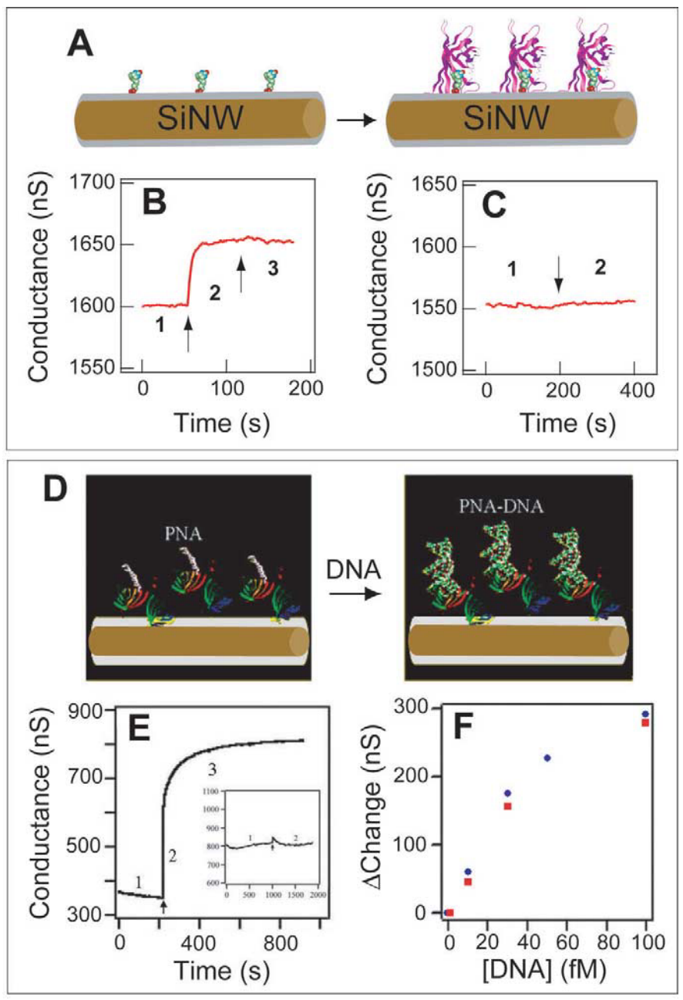 A
SiNW
SiNW
B
Conductance (nS)
1700
1650
1600
1550
1
2
3
0
100
200
Time (s)
C
Conductance (nS)
1650
1600
1550
1500
1
2
0
200
400
Time (s)
D
PNA
DNA
PNA-DNA
E
Conductance (nS)
900
700
500
300
1
2
3
1100
1000
900
800
700
600
1
2
0
500
1000
1500
2000
0
400
800
Time (s)
F
ΔChange (nS)
300
200
100
0
0
20
40
60
80
100
[DNA] (fM)